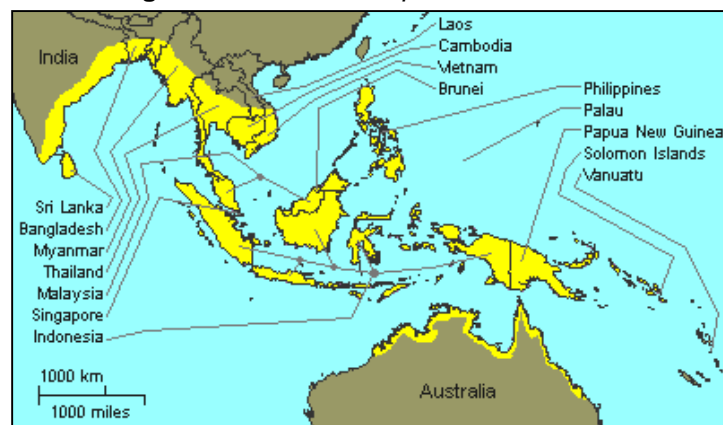 India
Laos
Cambodia
Vietnam
Brunei
Philippines
Palau
Papua New Guinea
Solomon Islands
Vanuatu
Sri Lanka
Bangladesh
Myanmar
Thailand
Malaysia
Singapore
Indonesia
1000 km
1000 miles
Australia